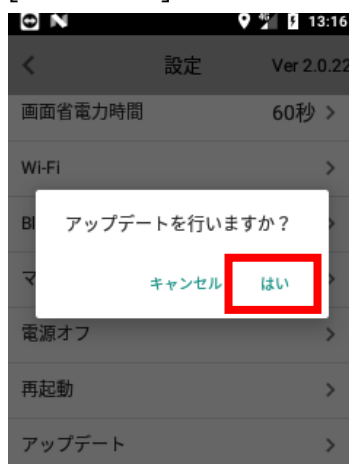 13:16
設定 Ver 2.0.22
画面省電力時間 60秒
Wi-Fi
アップデートを行いますか？
Bl
キャンセル はい
マ
電源オフ
再起動
アップデート